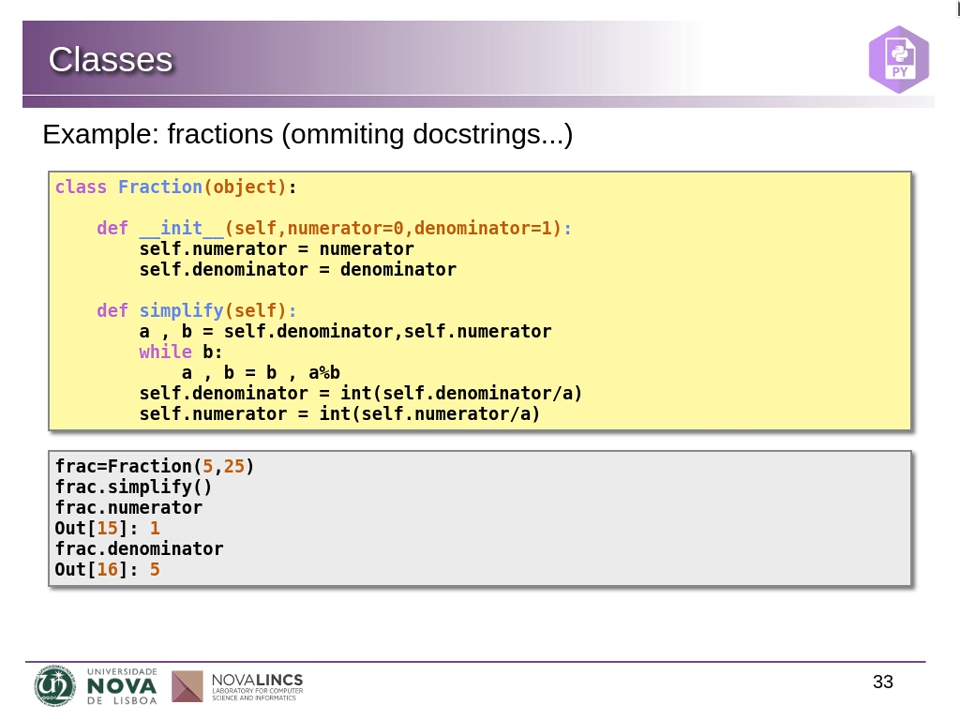 Classes
PY
Example: fractions (ommiting docstrings...)
class Fraction(object):
    def __init__(self,numerator=0,denominator=1):
        self.numerator = numerator
        self.denominator = denominator
    def simplify(self):
        a , b = self.denominator,self.numerator
        while b:
            a , b = b , a%b
        self.denominator = int(self.denominator/a)
        self.numerator = int(self.numerator/a)
frac=Fraction(5,25)
frac.simplify()
frac.numerator
Out[15]: 1
frac.denominator
Out[16]: 5
UNIVERSIDADE
NOVA
DE LISBOA
NOVALINCS
LABORATORY FOR COMPUTER
SCIENCE AND INFORMATICS
33